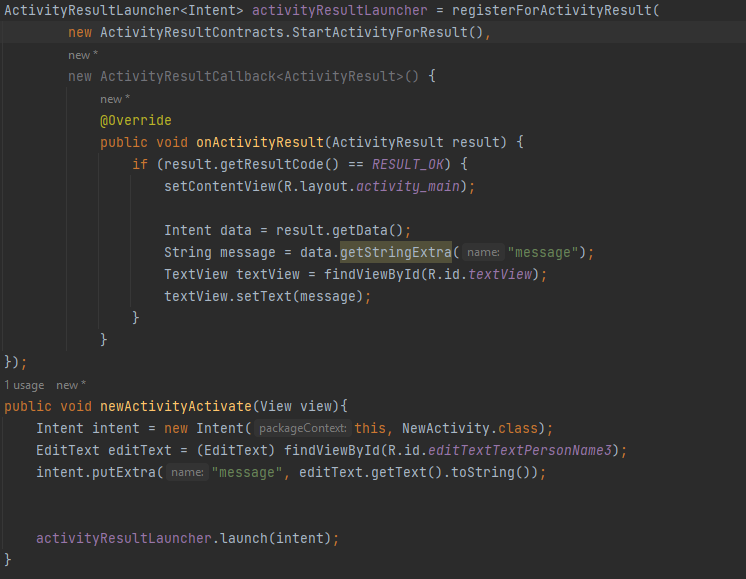 ActivityResultLauncher<Intent> activityResultLauncher = registerForActivityResult(
new ActivityResultContracts.StartActivityForResult(),
new *
new ActivityResultCallback<ActivityResult>() {
new *
@Override
public void onActivityResult(ActivityResult result) {
if (result.getResultCode() == RESULT_OK) {
setContentView(R.layout.activity_main);
Intent data = result.getData();
String message = data.getStringExtra( name: "message");
TextView textView = findViewById(R.id.textView);
textView.setText(message);
}
}
});
1 usage new *
public void newActivityActivate(View view){
Intent intent = new Intent( packageContext: this, NewActivity.class);
EditText editText = (EditText) findViewById(R.id.editTextTextPersonName3);
intent.putExtra( name: "message", editText.getText().toString());
activityResultLauncher.launch(intent);
}